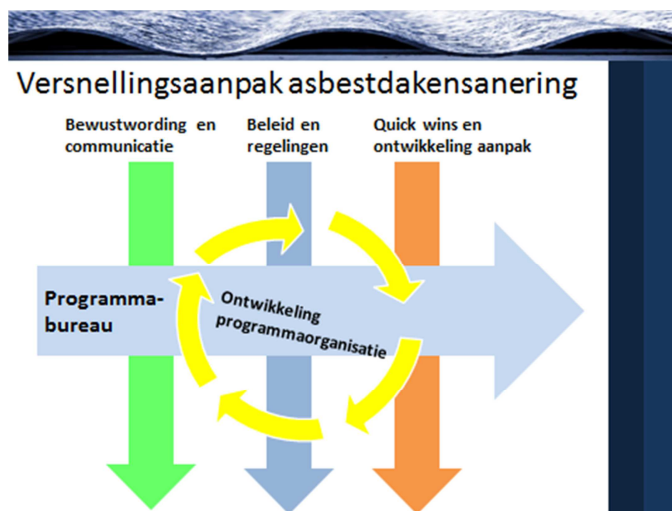 Versnellingsaanpak asbestdakensanering
Bewustwording en
communicatie
Beleid en
regelingen
Quick wins en
ontwikkeling aanpak
Programma-
bureau
Ontwikkeling
programmaorganisatie